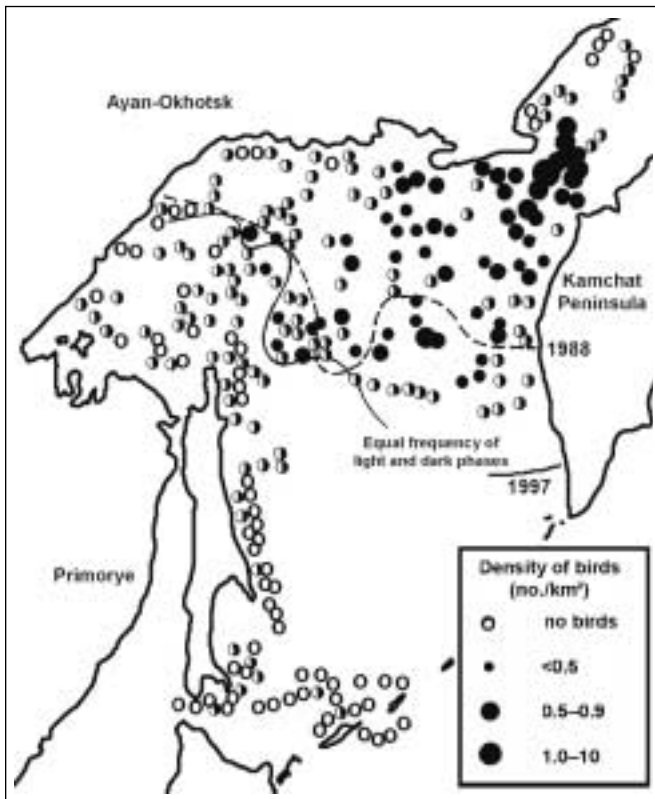 Ayan-Okhotsk
Kamchat
Peninsula
1988
Equal frequency of
light and dark phases
1997
Primorye
Density of birds
(no./km²)
no birds
<0.5
0.5–0.9
1.0–10